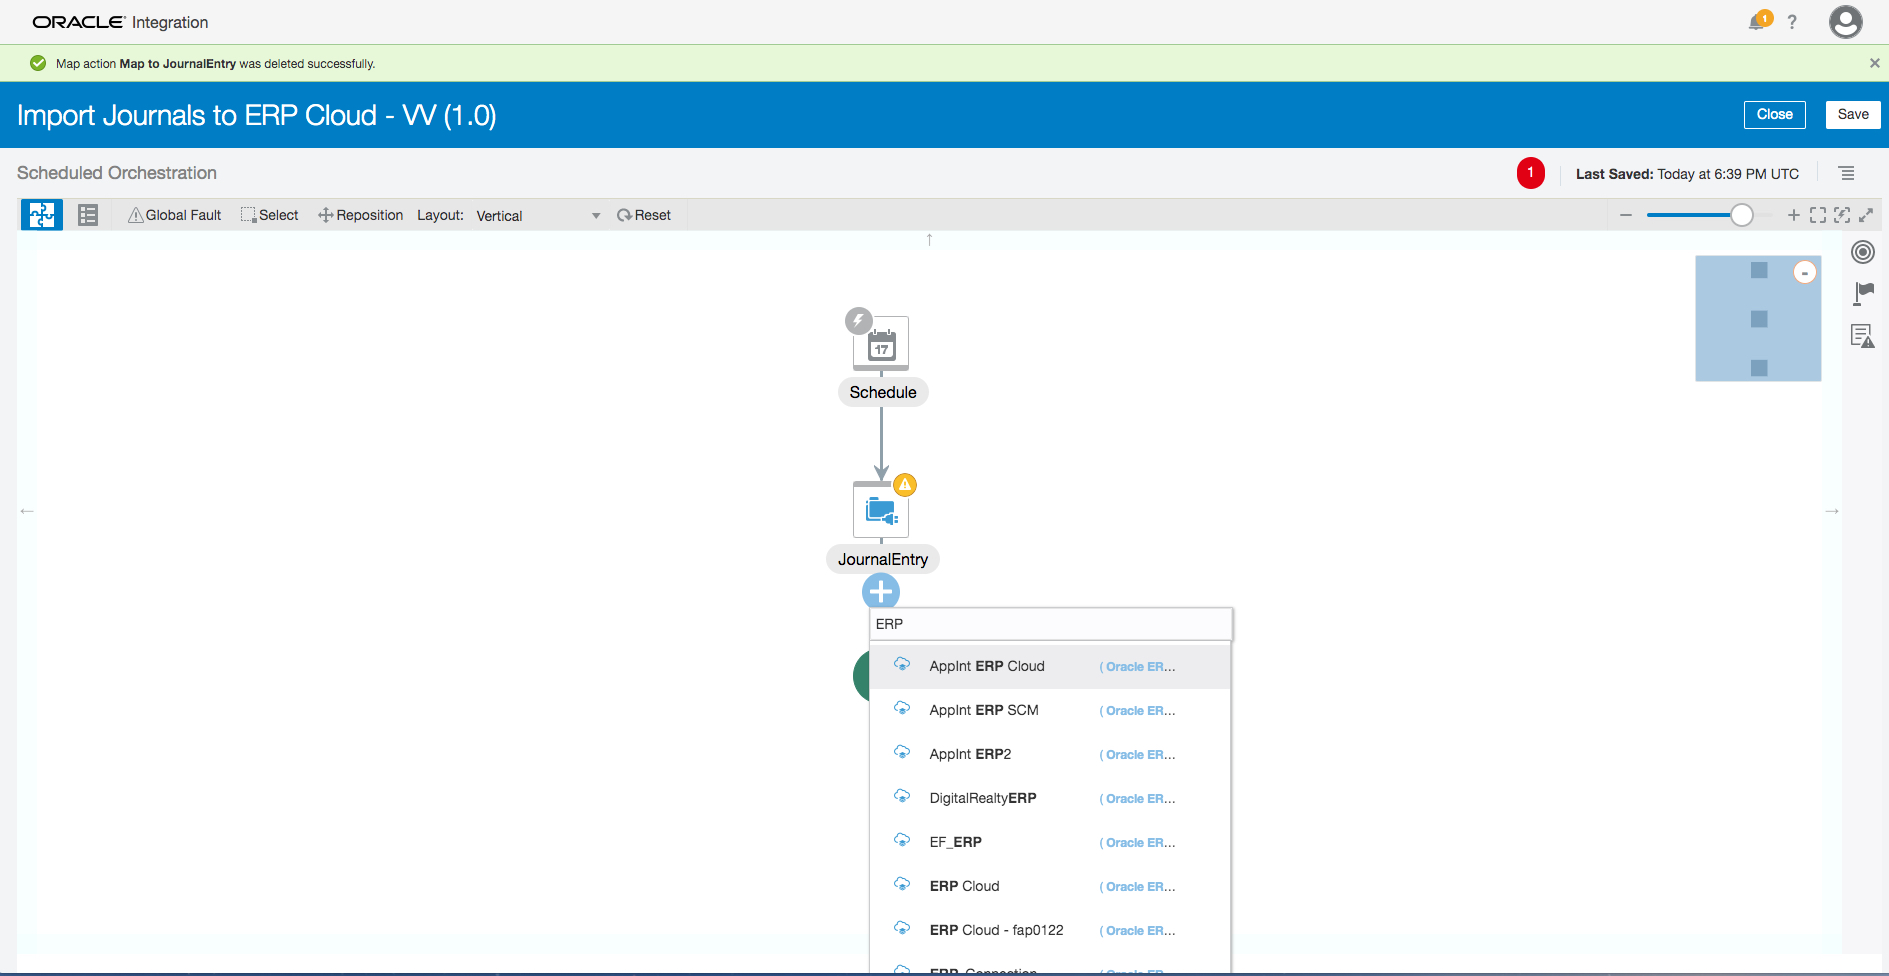 ORACLE Integration
1
?
Map action Map to JournalEntry was deleted successfully.
Import Journals to ERP Cloud - VV (1.0)
Close
Save
Scheduled Orchestration
1
Last Saved: Today at 6:39 PM UTC
Global Fault
Select
Reposition
Layout: Vertical
Reset
17
Schedule
JournalEntry
ERP
AppInt ERP Cloud ( Oracle ER...
AppInt ERP SCM ( Oracle ER...
AppInt ERP2 ( Oracle ER...
DigitalRealtyERP ( Oracle ER...
EF_ERP ( Oracle ER...
ERP Cloud ( Oracle ER...
ERP Cloud - fap0122 ( Oracle ER...
ERP_Connection ( Oracle ER...